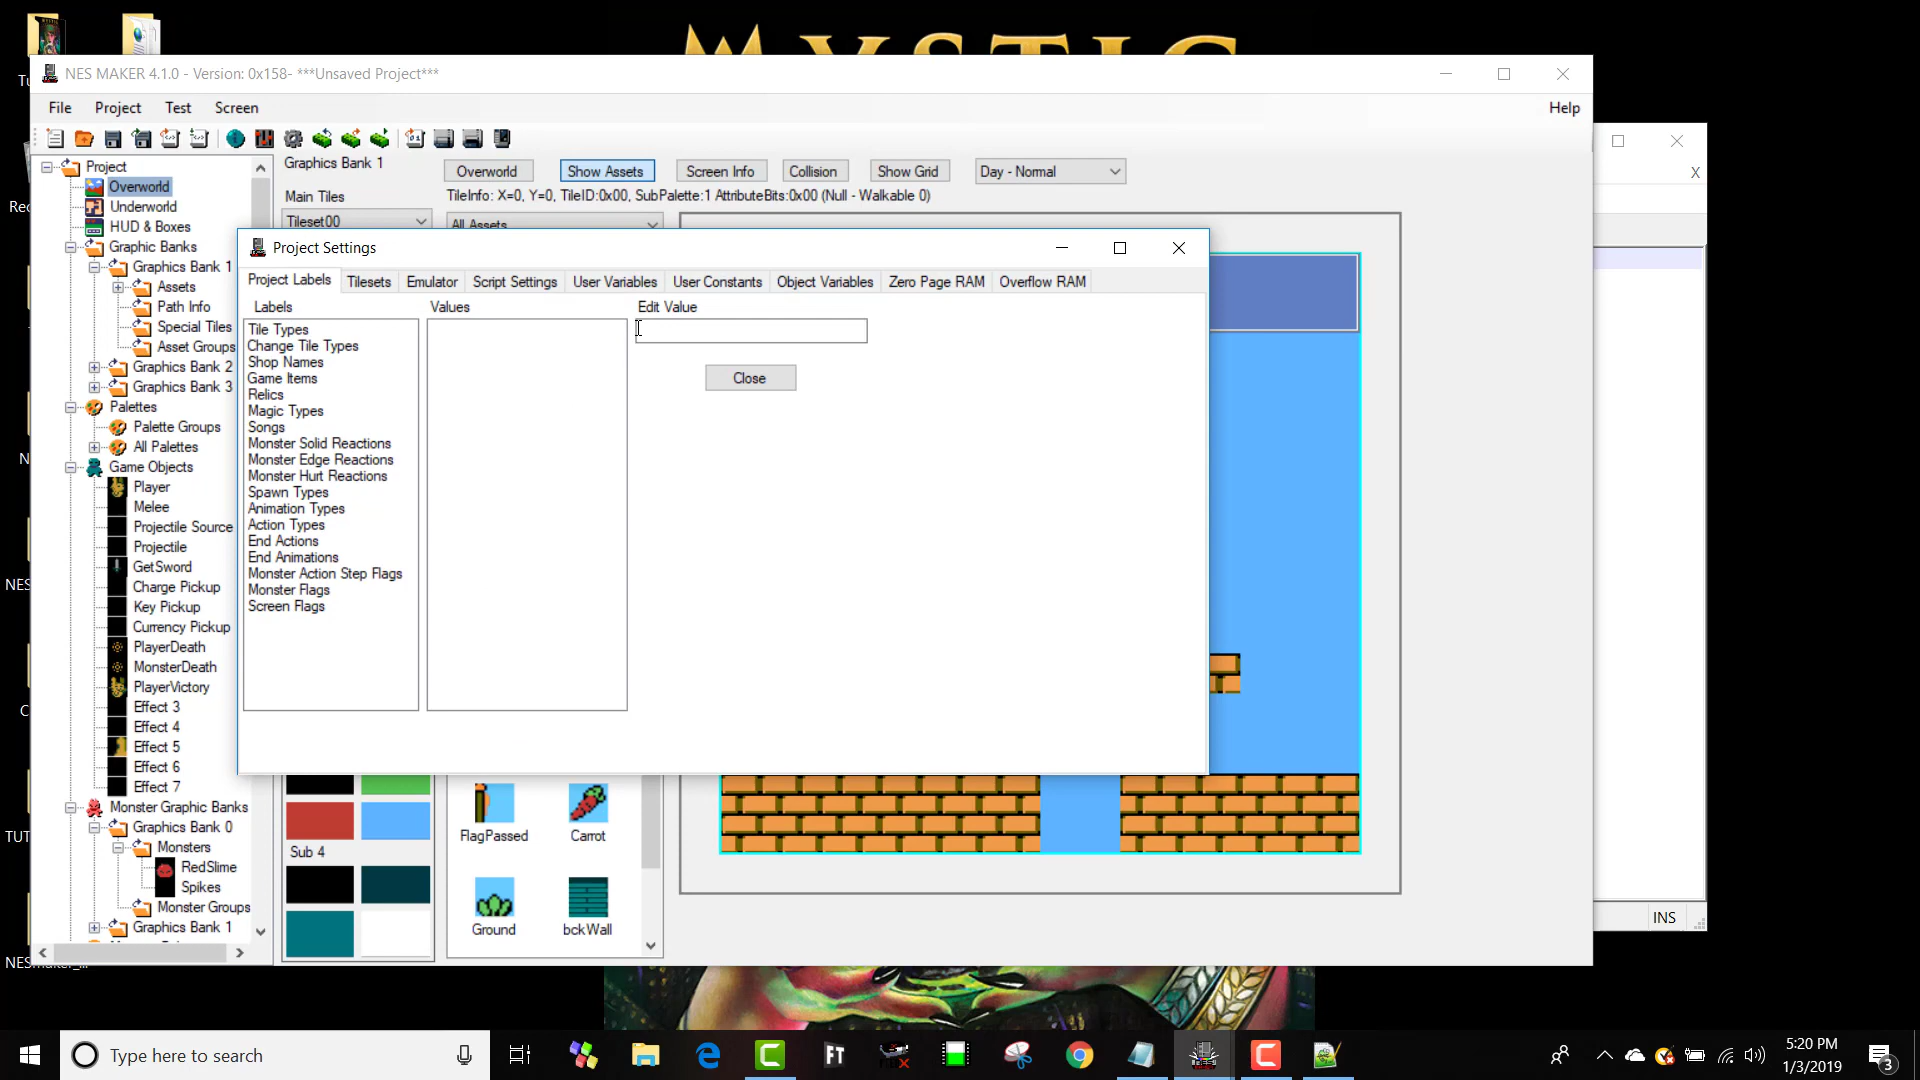 MYSTIC
NES MAKER 4.1.0 - Version: 0x158- ***Unsaved Project***
File Project Test Screen Help
Graphics Bank 1
Overworld Show Assets Screen Info Collision Show Grid Day - Normal
Main Tiles
TileInfo: X=0, Y=0, TileID:0x00, SubPalette:1 AttributeBits:0x00 (Null - Walkable 0)
Tileset00
All Assets
Project
Overworld
Underworld
HUD & Boxes
Graphic Banks
Graphics Bank 1
Assets
Path Info
Special Tiles
Asset Groups
Graphics Bank 2
Graphics Bank 3
Palettes
Palette Groups
All Palettes
Game Objects
Player
Melee
Projectile Source
Projectile
GetSword
Charge Pickup
Key Pickup
Currency Pickup
PlayerDeath
MonsterDeath
PlayerVictory
Effect 3
Effect 4
Effect 5
Effect 6
Effect 7
Monster Graphic Banks
Graphics Bank 0
Monsters
RedSlime
Spikes
Monster Groups
Graphics Bank 1
Project Settings
Project Labels Tilesets Emulator Script Settings User Variables User Constants Object Variables Zero Page RAM Overflow RAM
Labels Values Edit Value
Tile Types
Change Tile Types
Shop Names
Game Items
Relics
Magic Types
Songs
Monster Solid Reactions
Monster Edge Reactions
Monster Hurt Reactions
Spawn Types
Animation Types
Action Types
End Actions
End Animations
Monster Action Step Flags
Monster Flags
Screen Flags
Close
Sub 4
FlagPassed Carrot
Ground bckWall
X
INS
Type here to search
FT
5:20 PM
1/3/2019
3